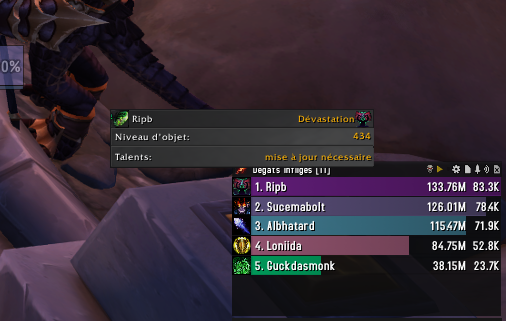 0%
Ripb Dévastation
Niveau d'objet: 434
Talents: mise à jour nécessaire
Dégâts infligés [11]
1. Ripb 133.76M 83.3K
2. Sucemabolt 126.01M 78.4K
3. Albhatard 115.47M 71.9K
4. Loniida 84.75M 52.8K
5. Guckdasmonk 38.15M 23.7K